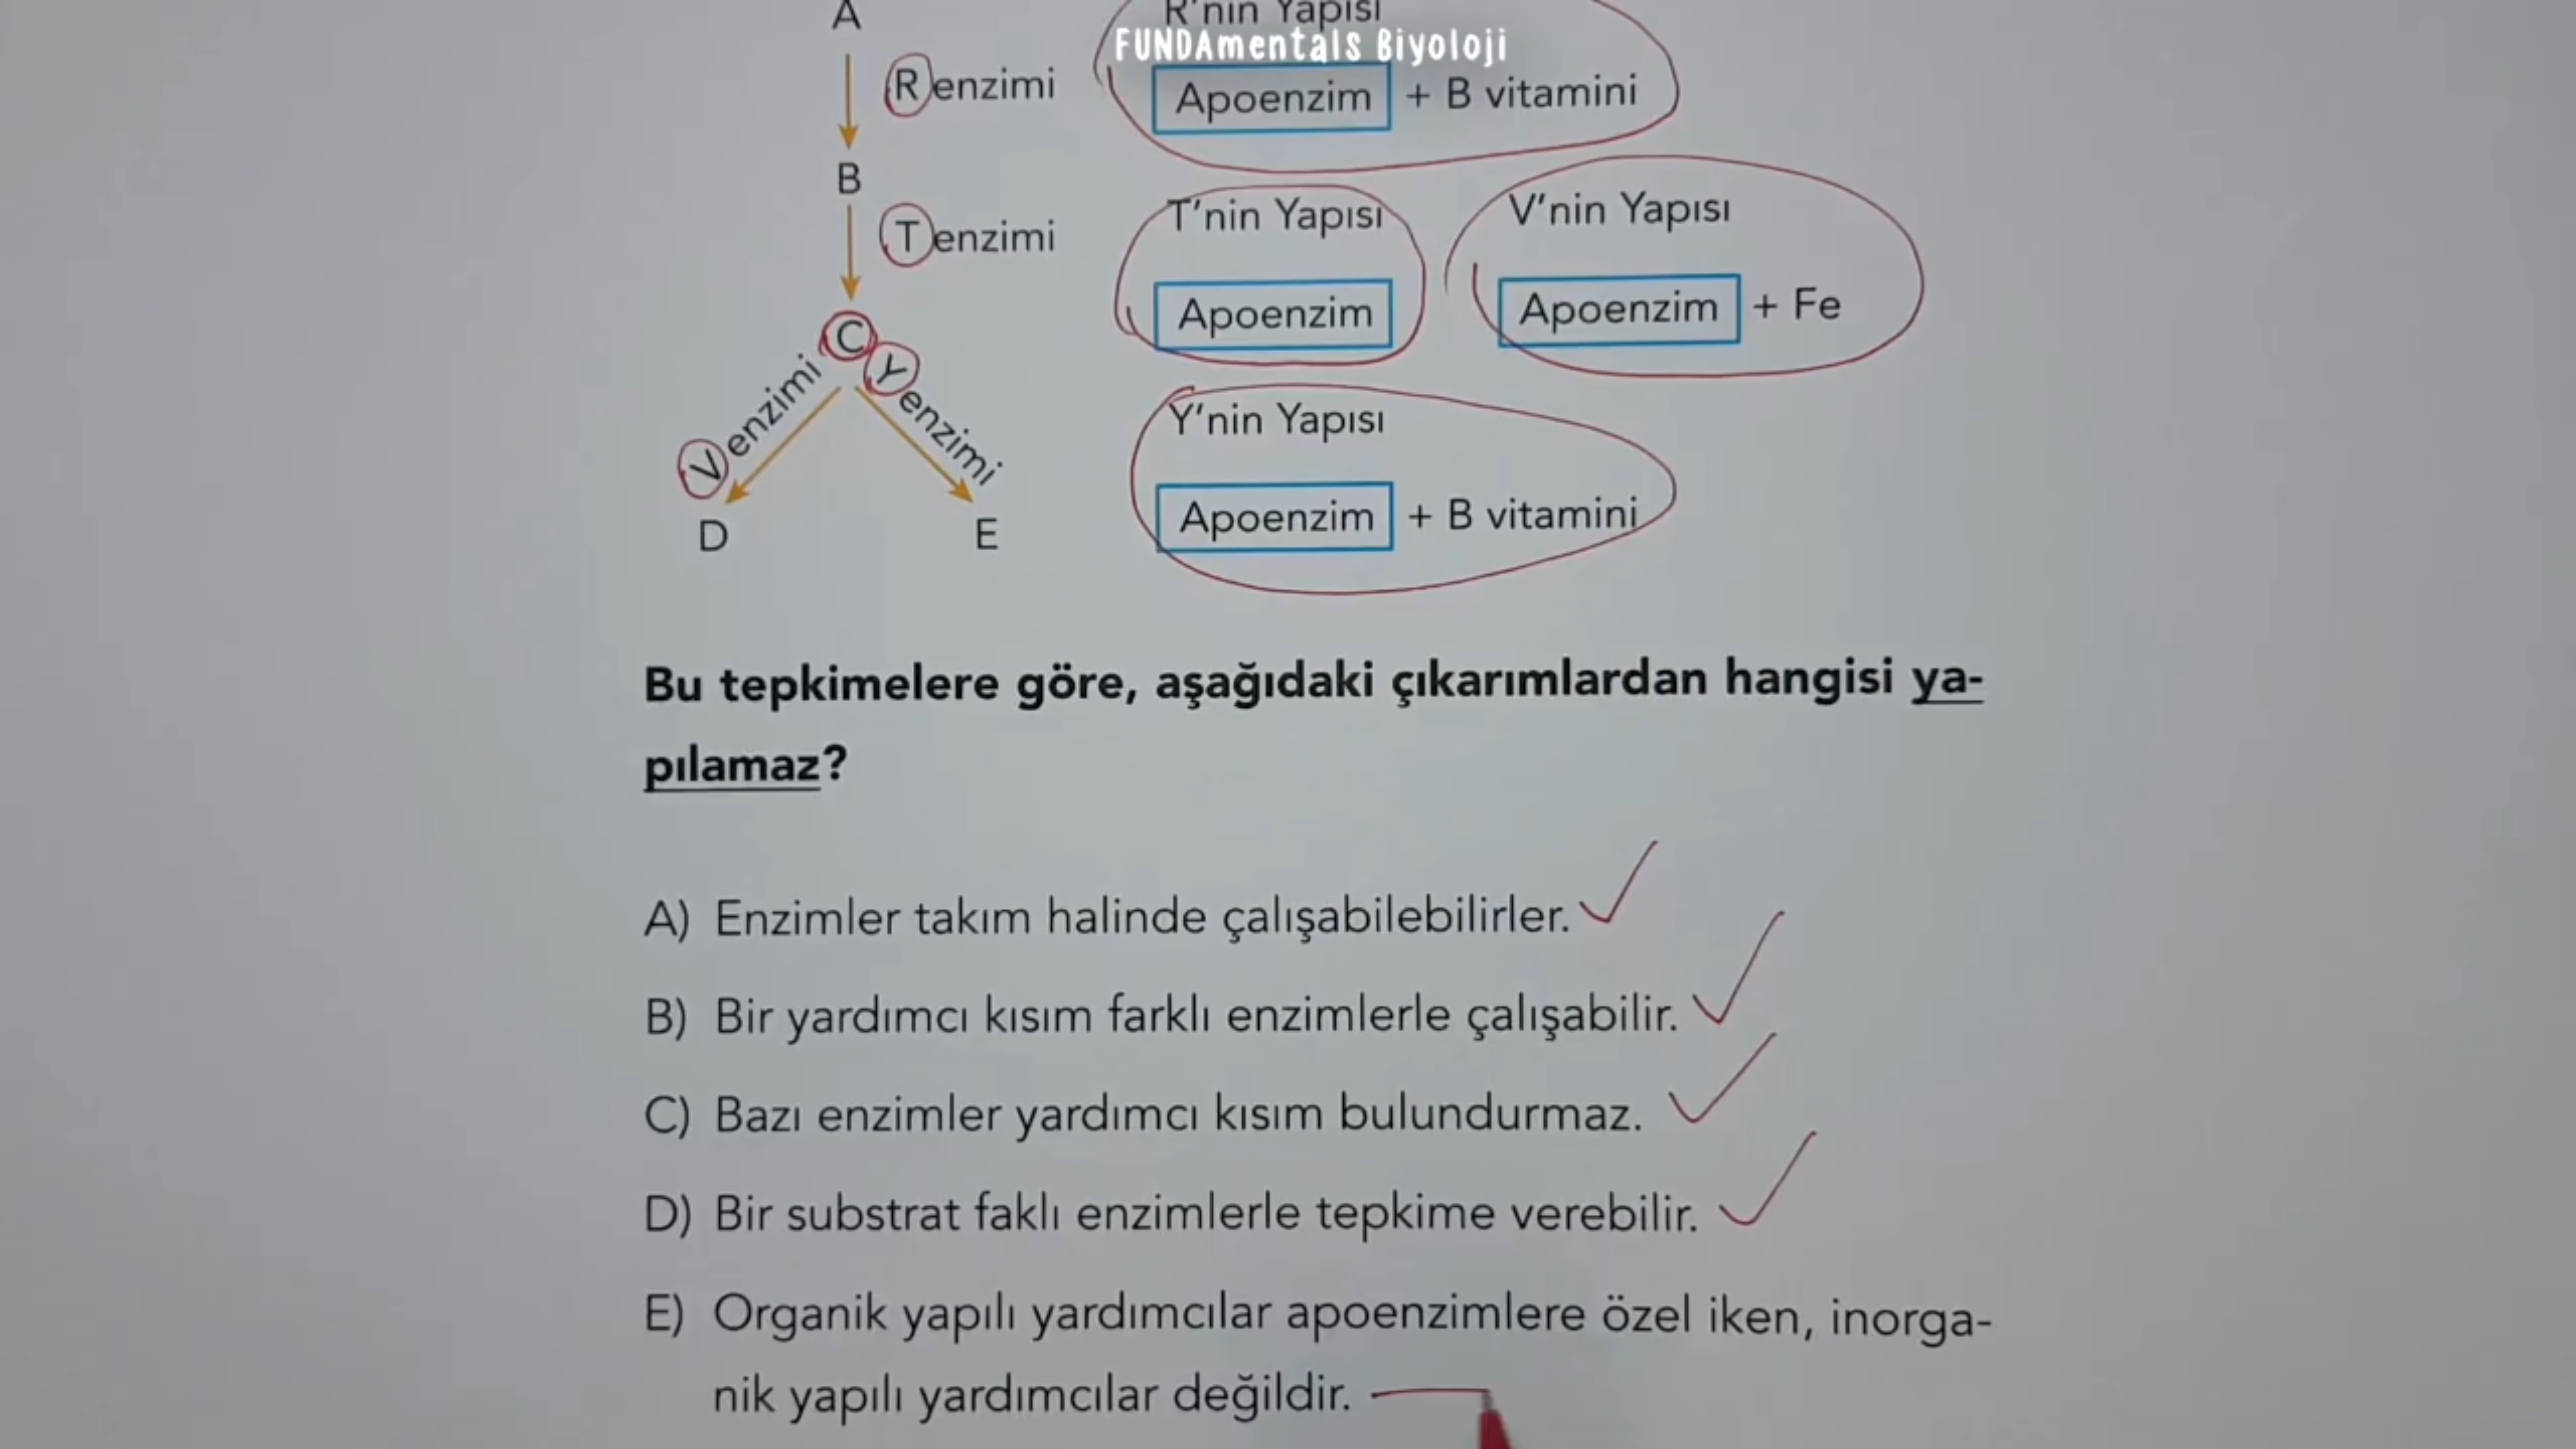 A
R'nin Yapısı
FUNDAmentals Biyoloji
R enzimi
Apoenzim + B vitamini
B
T enzimi
T'nin Yapısı
V'nin Yapısı
Apoenzim
Apoenzim + Fe
C
V enzimi
Y enzimi
Y'nin Yapısı
Apoenzim + B vitamini
D
E
Bu tepkimelere göre, aşağıdaki çıkarımlardan hangisi ya-
pılamaz?
A) Enzimler takım halinde çalışabilebilirler.
B) Bir yardımcı kısım farklı enzimlerle çalışabilir.
C) Bazı enzimler yardımcı kısım bulundurmaz.
D) Bir substrat faklı enzimlerle tepkime verebilir.
E) Organik yapılı yardımcılar apoenzimlere özel iken, inorga-
nik yapılı yardımcılar değildir.